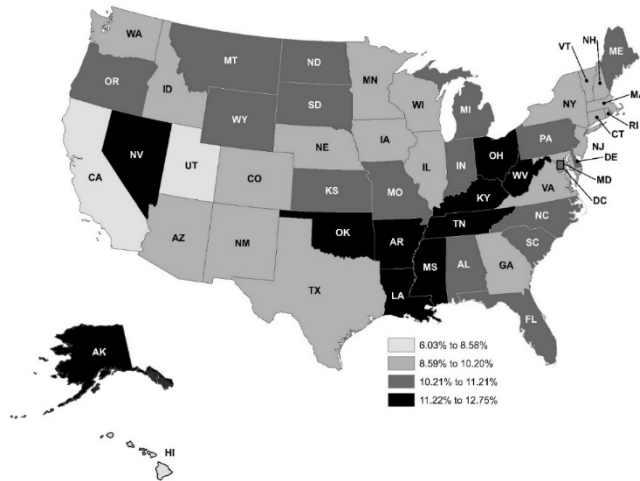 WA
VT
NH
ME
MT
ND
OR
MN
ID
WI
NY
MA
SD
MI
WY
RI
CT
IA
PA
NE
NJ
NV
OH
DE
IL
IN
UT
MD
WV
CO
VA
CA
DC
KS
MO
KY
NC
TN
OK
AZ
NM
AR
SC
MS
AL
GA
TX
LA
FL
6.03% to 8.58%
8.59% to 10.20%
AK
10.21% to 11.21%
11.22% to 12.75%
HI